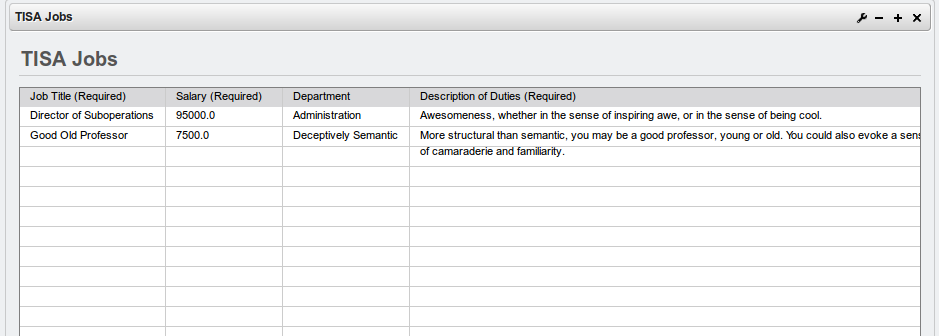 TISA Jobs
TISA Jobs
Job Title (Required) Salary (Required) Department Description of Duties (Required)
Director of Suboperations 95000.0 Administration Awesomeness, whether in the sense of inspiring awe, or in the sense of being cool.
Good Old Professor 7500.0 Deceptively Semantic More structural than semantic, you may be a good professor, young or old. You could also evoke a sens
of camaraderie and familiarity.